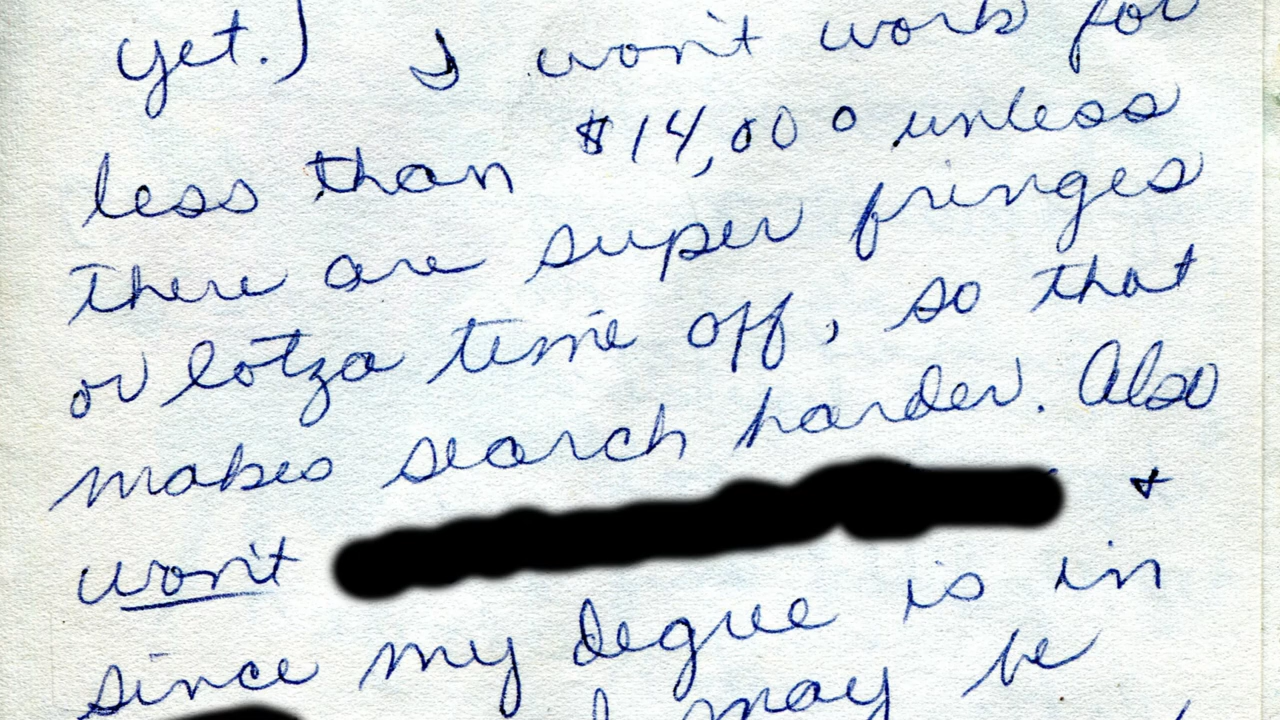 yet.) I won't work for
less than $14,000 unless
there are super fringes
or lotza time off, so that
makes search harder. Also
won't +
since my degree is in
may be